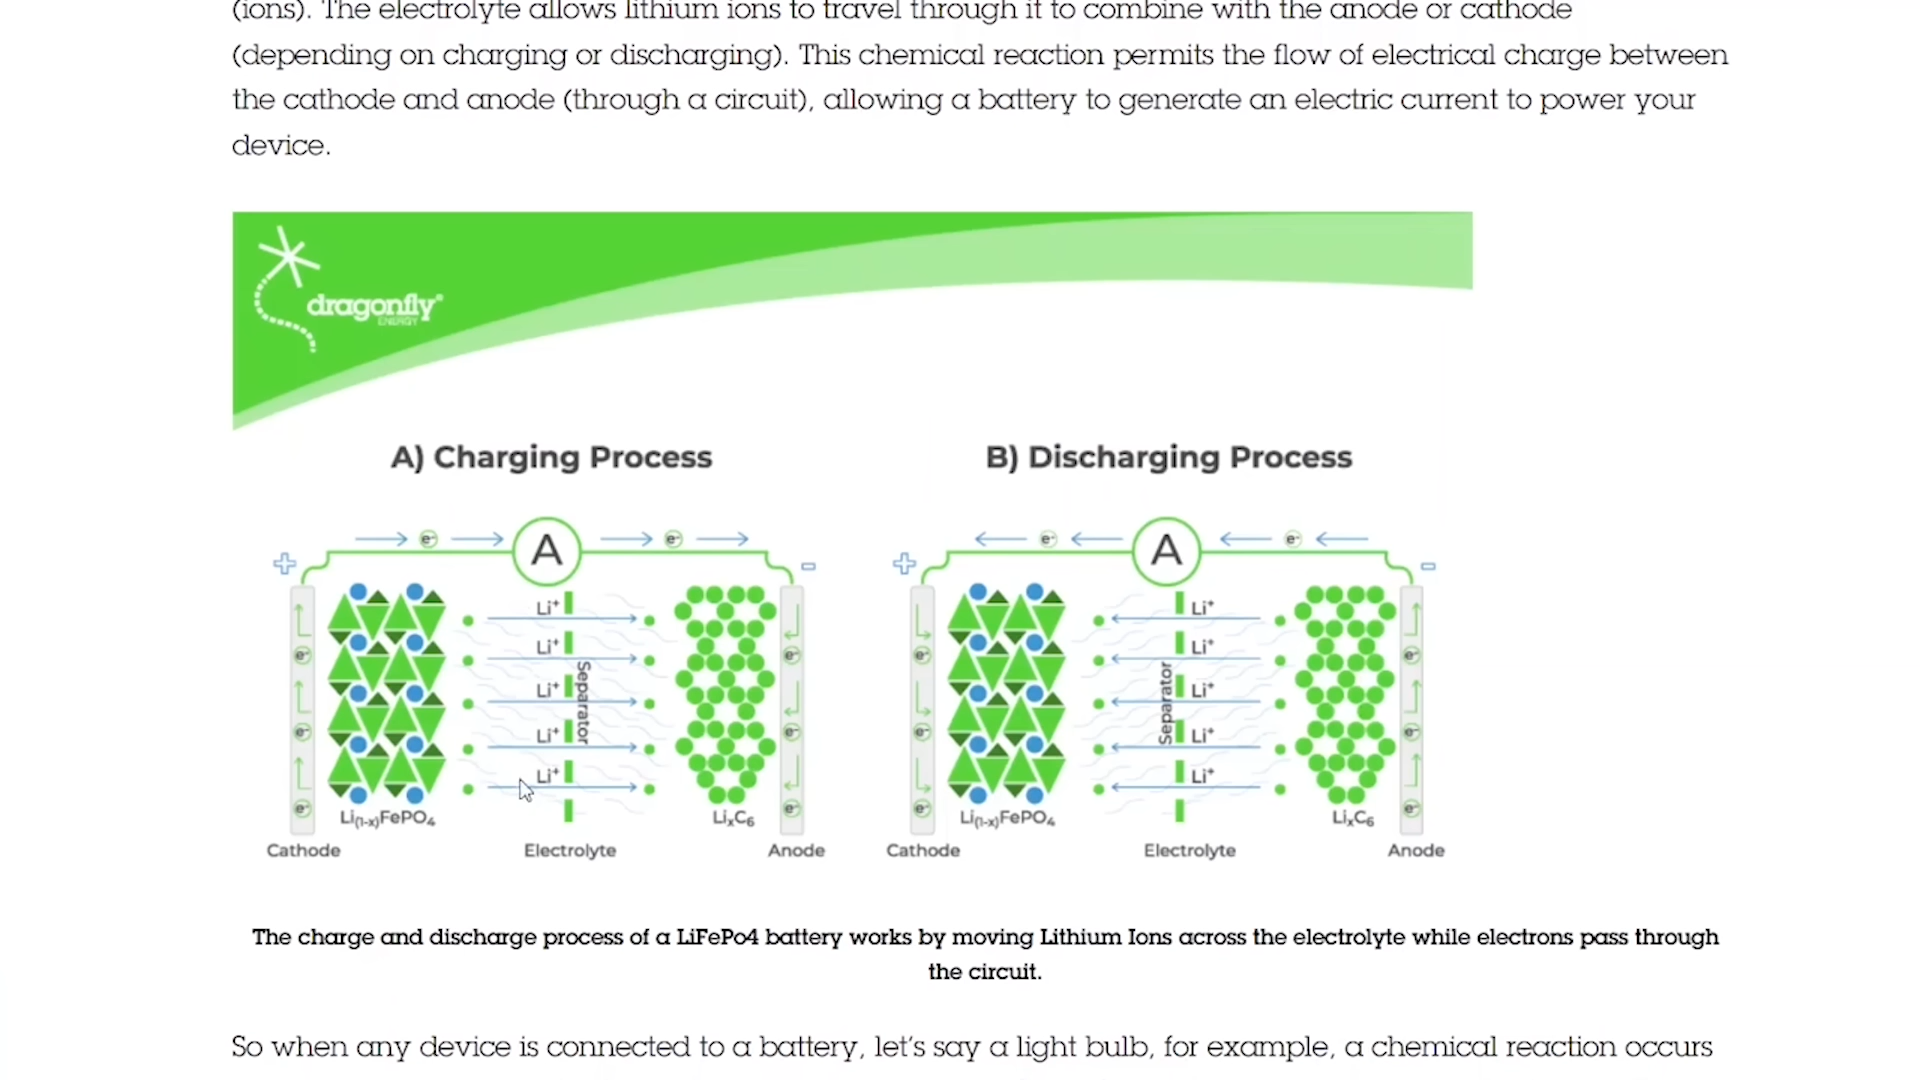 (ions). The electrolyte allows lithium ions to travel through it to combine with the anode or cathode
(depending on charging or discharging). This chemical reaction permits the flow of electrical charge between
the cathode and anode (through a circuit), allowing a battery to generate an electric current to power your
device.
dragonfly®
ENERGY
A) Charging Process
B) Discharging Process
+ e- A e- -
Li+
Li+
Li+
Li+
Li+
Separator
e- e-
e- e-
e- e-
Li(1-x)FePO4 LixC6
Cathode Electrolyte Anode
+ e- A e- -
Li+
Li+
Li+
Li+
Li+
Separator
e- e-
e- e-
e- e-
Li(1-x)FePO4 LixC6
Cathode Electrolyte Anode
The charge and discharge process of a LiFePo4 battery works by moving Lithium Ions across the electrolyte while electrons pass through
the circuit.
So when any device is connected to a battery, let's say a light bulb, for example, a chemical reaction occurs